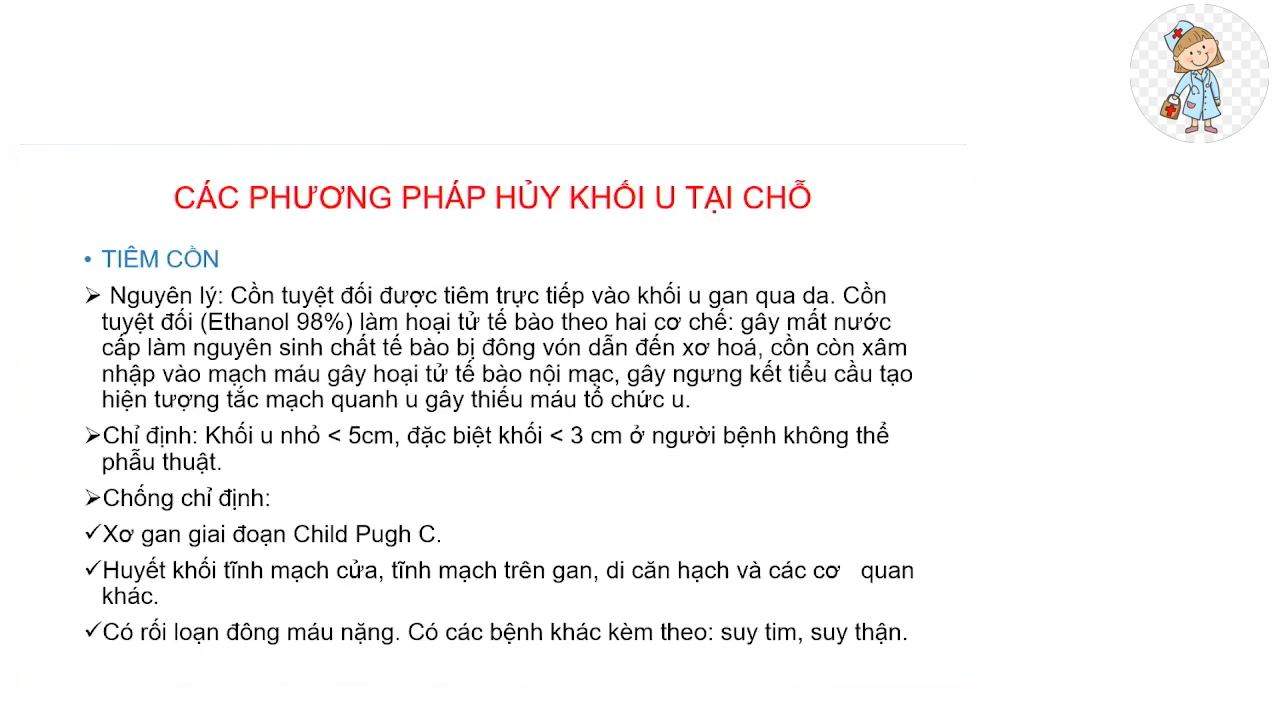 CÁC PHƯƠNG PHÁP HỦY KHỐI U TẠI CHỖ
• TIÊM CỒN
➢ Nguyên lý: Cồn tuyệt đối được tiêm trực tiếp vào khối u gan qua da. Cồn
tuyệt đối (Ethanol 98%) làm hoại tử tế bào theo hai cơ chế: gây mất nước
cấp làm nguyên sinh chất tế bào bị đông vón dẫn đến xơ hoá, cồn còn xâm
nhập vào mạch máu gây hoại tử tế bào nội mạc, gây ngưng kết tiểu cầu tạo
hiện tượng tắc mạch quanh u gây thiếu máu tổ chức u.
➢Chỉ định: Khối u nhỏ < 5cm, đặc biệt khối < 3 cm ở người bệnh không thể
phẫu thuật.
➢Chống chỉ định:
✓Xơ gan giai đoạn Child Pugh C.
✓Huyết khối tĩnh mạch cửa, tĩnh mạch trên gan, di căn hạch và các cơ quan
khác.
✓Có rối loạn đông máu nặng. Có các bệnh khác kèm theo: suy tim, suy thận.